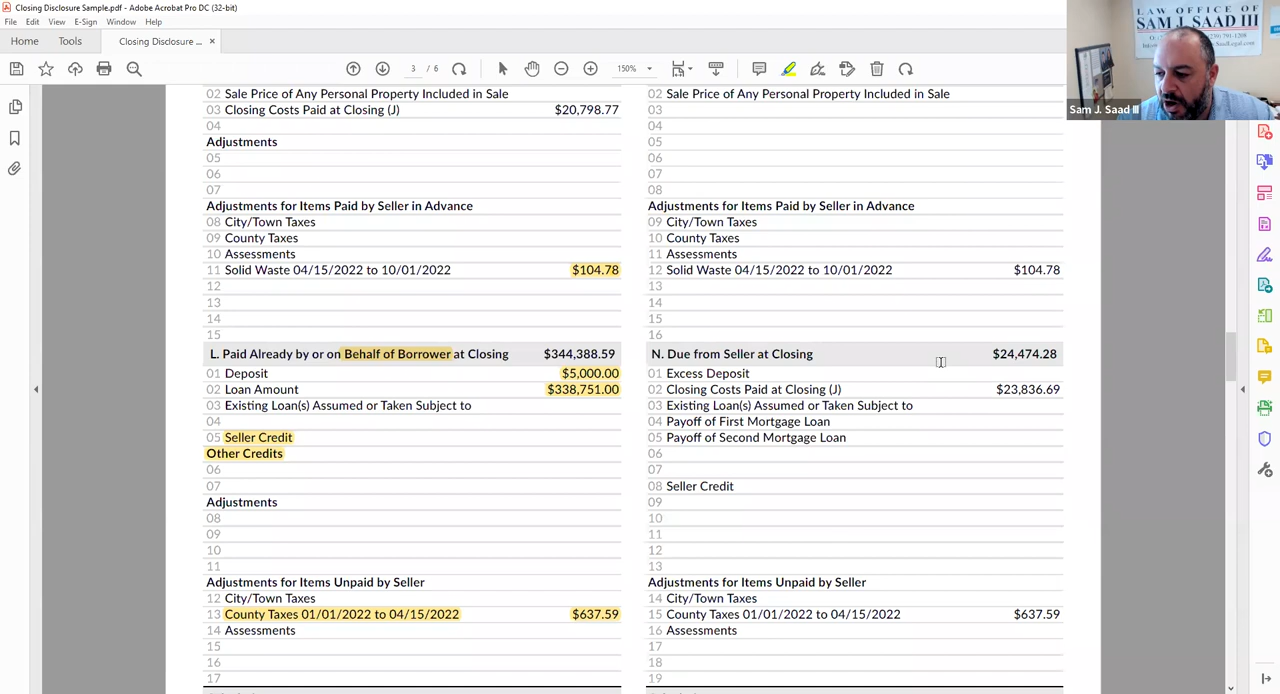 Closing Disclosure Sample.pdf - Adobe Acrobat Pro DC (32-bit)
File Edit View E-Sign Window Help
Home Tools Closing Disclosure ... ×
3 / 6 150%
LAW OFFICE OF
SAM J. SAAD III
Sam J. Saad III
02 Sale Price of Any Personal Property Included in Sale
03 Closing Costs Paid at Closing (J) $20,798.77
04
Adjustments
05
06
07
Adjustments for Items Paid by Seller in Advance
08 City/Town Taxes
09 County Taxes
10 Assessments
11 Solid Waste 04/15/2022 to 10/01/2022 $104.78
12
13
14
15
L. Paid Already by or on Behalf of Borrower at Closing $344,388.59
01 Deposit $5,000.00
02 Loan Amount $338,751.00
03 Existing Loan(s) Assumed or Taken Subject to
04
05 Seller Credit
Other Credits
06
07
Adjustments
08
09
10
11
Adjustments for Items Unpaid by Seller
12 City/Town Taxes
13 County Taxes 01/01/2022 to 04/15/2022 $637.59
14 Assessments
15
16
17
02 Sale Price of Any Personal Property Included in Sale
03
04
05
06
07
08
Adjustments for Items Paid by Seller in Advance
09 City/Town Taxes
10 County Taxes
11 Assessments
12 Solid Waste 04/15/2022 to 10/01/2022 $104.78
13
14
15
16
N. Due from Seller at Closing $24,474.28
01 Excess Deposit
02 Closing Costs Paid at Closing (J) $23,836.69
03 Existing Loan(s) Assumed or Taken Subject to
04 Payoff of First Mortgage Loan
05 Payoff of Second Mortgage Loan
06
07
08 Seller Credit
09
10
11
12
13
Adjustments for Items Unpaid by Seller
14 City/Town Taxes
15 County Taxes 01/01/2022 to 04/15/2022 $637.59
16 Assessments
17
18
19